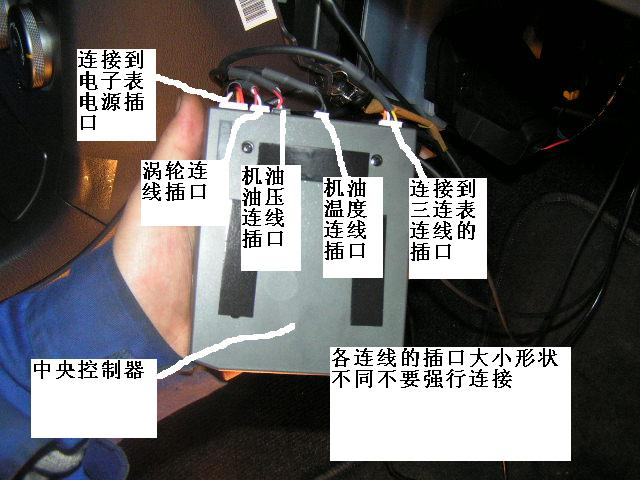 连接到
电子表
电源插
口
涡轮连
线插口
机油
油压
连线
插口
机油
温度
连线
插口
连接到
三连表
连线的
插口
中央控制器
各连线的插口大小形状
不同不要强行连接